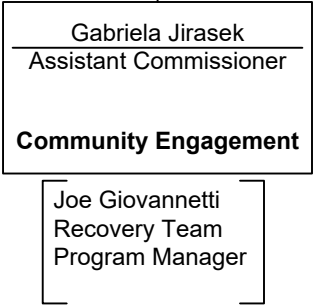 Gabriela Jirasek
Assistant Commissioner
Community Engagement
Joe Giovannetti
Recovery Team
Program Manager